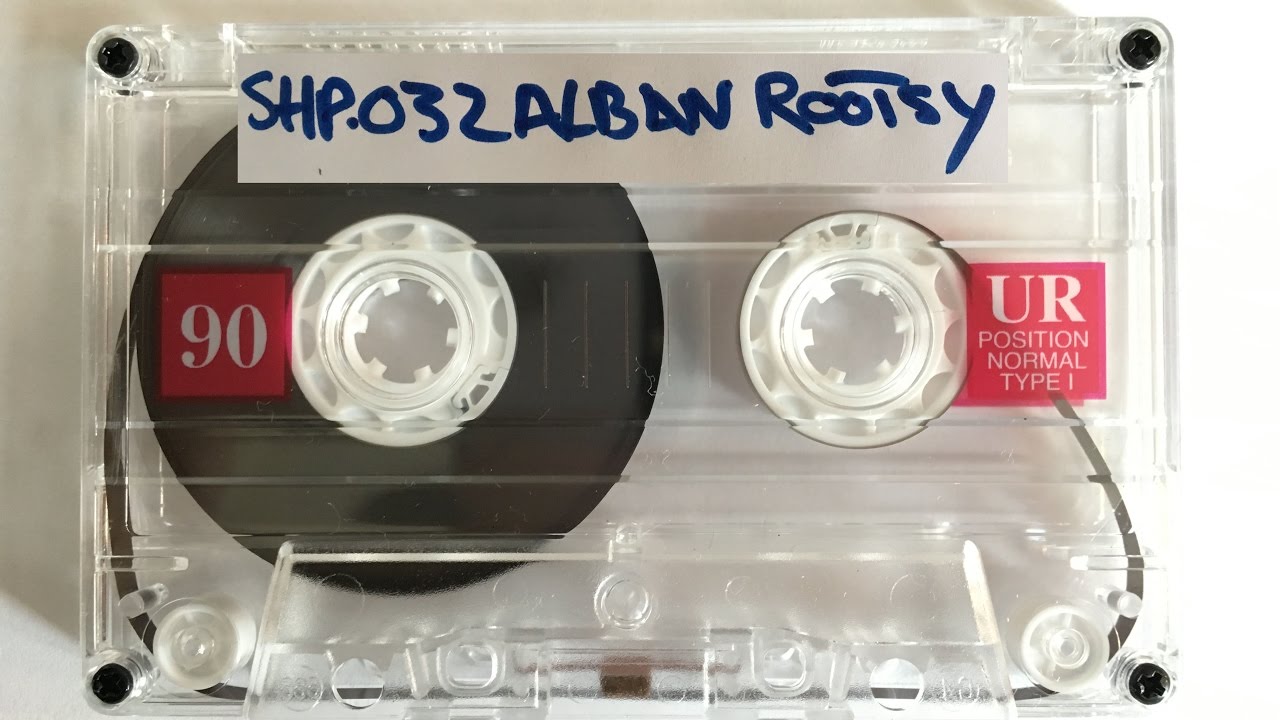 SHP.032 ALBAN ROOTSY
90
UR
POSITION
NORMAL
TYPE I